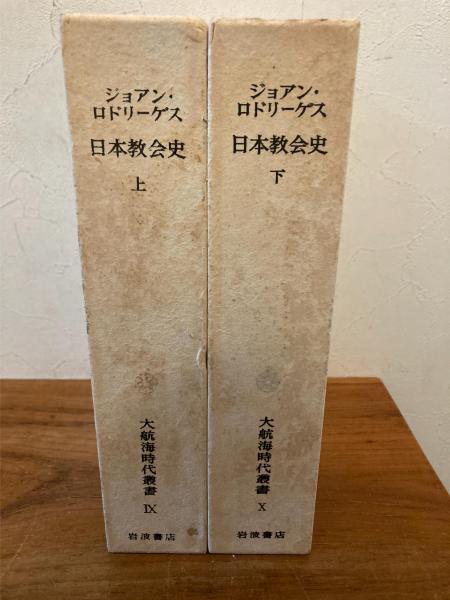 ジョアン・
ロドリーゲス
日本教会史
上
大航海時代叢書
Ⅸ
岩波書店
ジョアン・
ロドリーゲス
日本教会史
下
大航海時代叢書
X
岩波書店